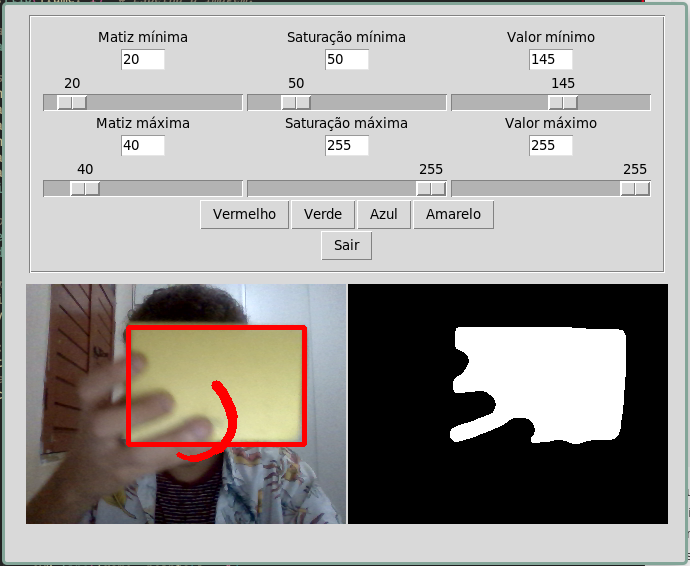 Matiz mínima Saturação mínima Valor mínimo
20 50 145
20 50 145
Matiz máxima Saturação máxima Valor máximo
40 255 255
40 255 255
Vermelho Verde Azul Amarelo
Sair